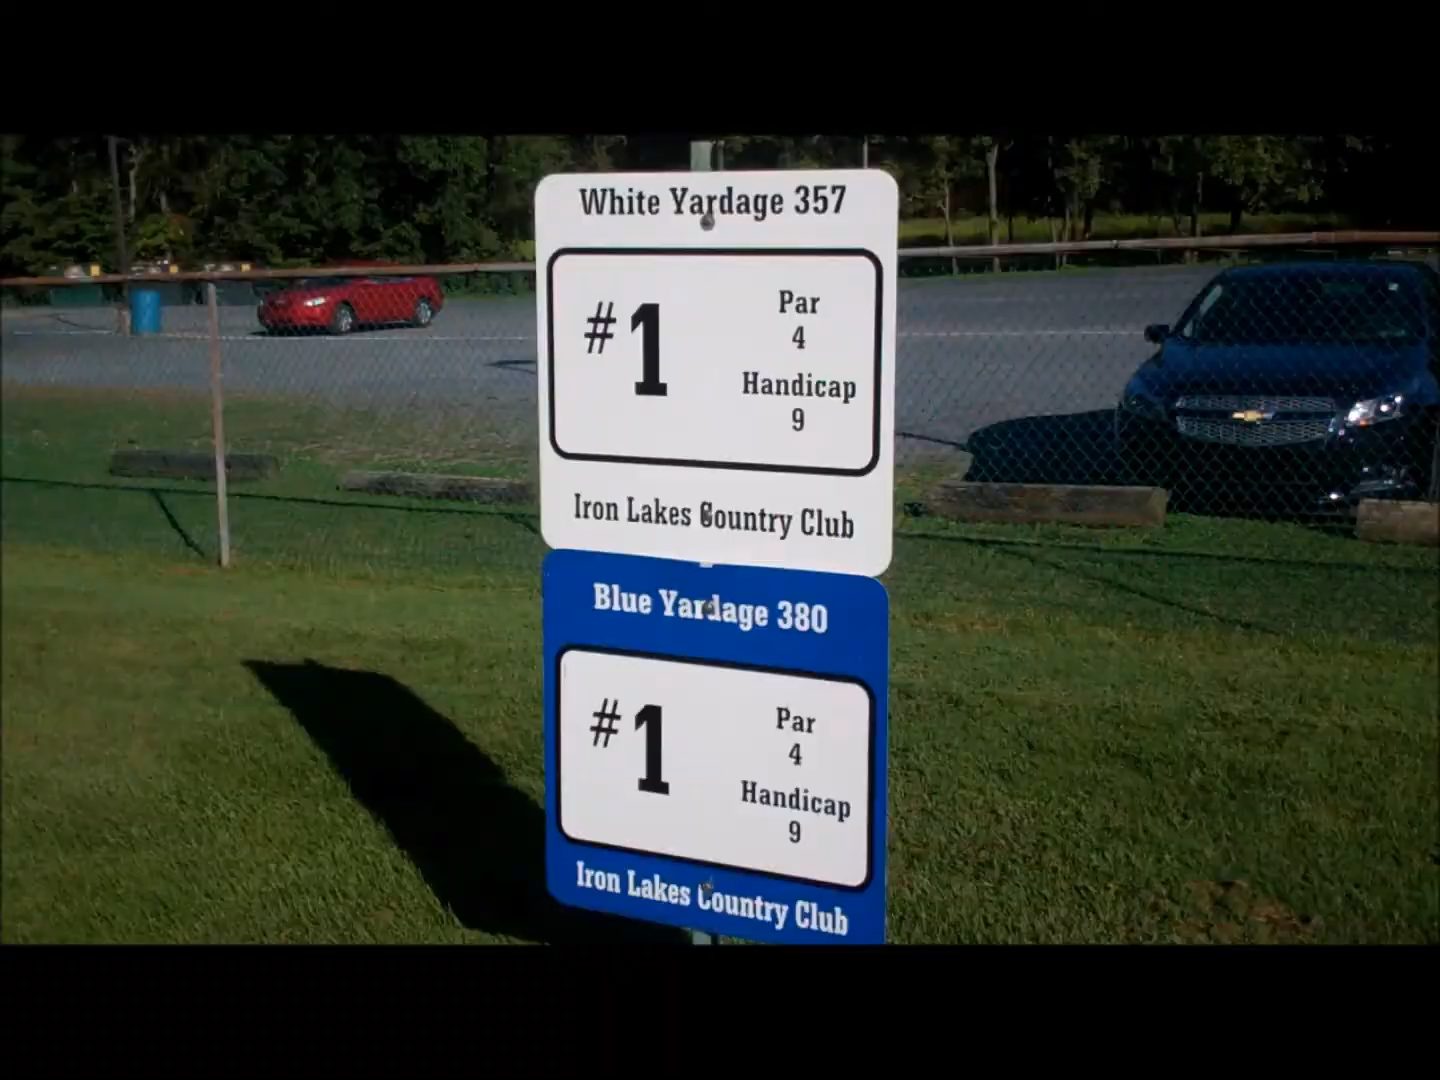 White Yardage 357
#1
Par
4
Handicap
9
Iron Lakes Country Club
Blue Yardage 380
#1
Par
4
Handicap
9
Iron Lakes Country Club